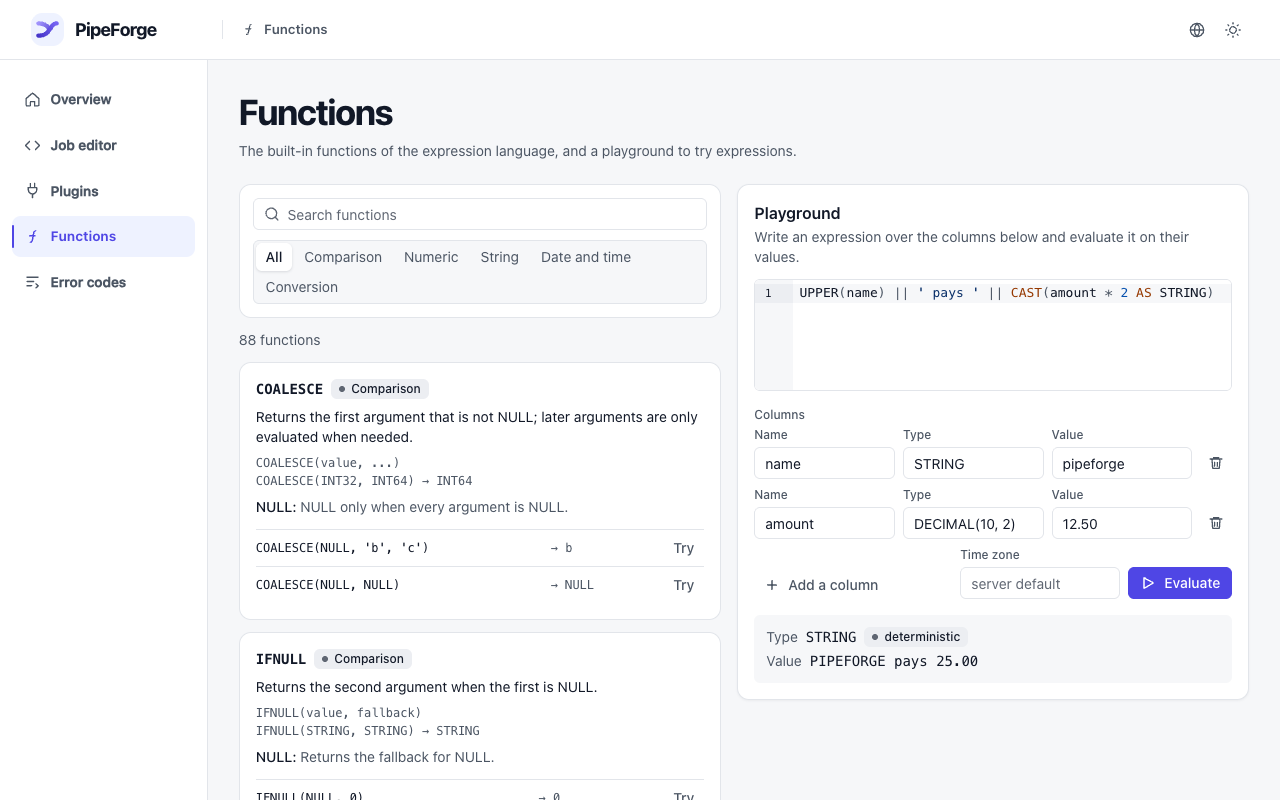 PipeForge
Functions
Overview
Job editor
Plugins
Functions
Error codes
Functions
The built-in functions of the expression language, and a playground to try expressions.
Search functions
All Comparison Numeric String Date and time
Conversion
88 functions
COALESCE Comparison
Returns the first argument that is not NULL; later arguments are only
evaluated when needed.
COALESCE(value, ...)
COALESCE(INT32, INT64) → INT64
NULL: NULL only when every argument is NULL.
COALESCE(NULL, 'b', 'c') → b Try
COALESCE(NULL, NULL) → NULL Try
IFNULL Comparison
Returns the second argument when the first is NULL.
IFNULL(value, fallback)
IFNULL(STRING, STRING) → STRING
NULL: Returns the fallback for NULL.
IFNULL(NULL, 0) → 0 Try
Playground
Write an expression over the columns below and evaluate it on their
values.
1 UPPER(name) || ' pays ' || CAST(amount * 2 AS STRING)
Columns
Name Type Value
name STRING pipeforge
Name Type Value
amount DECIMAL(10, 2) 12.50
Time zone
Add a column server default Evaluate
Type STRING deterministic
Value PIPEFORGE pays 25.00